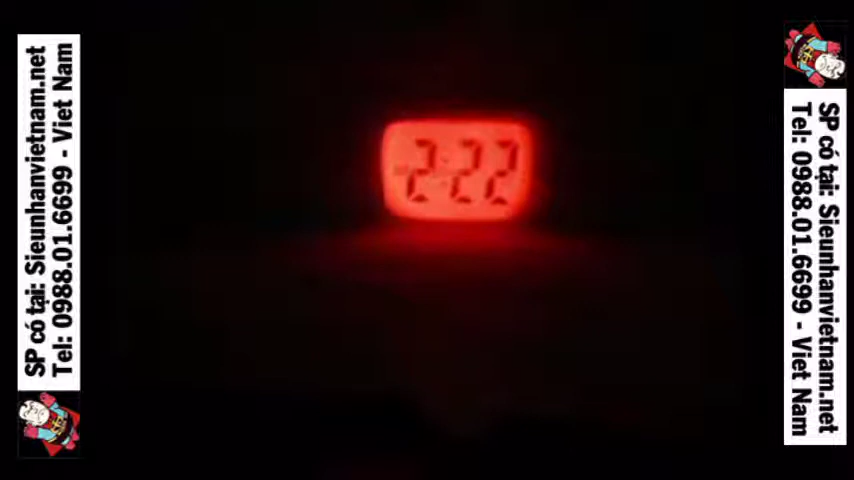 SP có tại: Sieunhanvietnam.net
Tel: 0988.01.6699 - Viet Nam
2:22
SP có tại: Sieunhanvietnam.net
Tel: 0988.01.6699 - Viet Nam